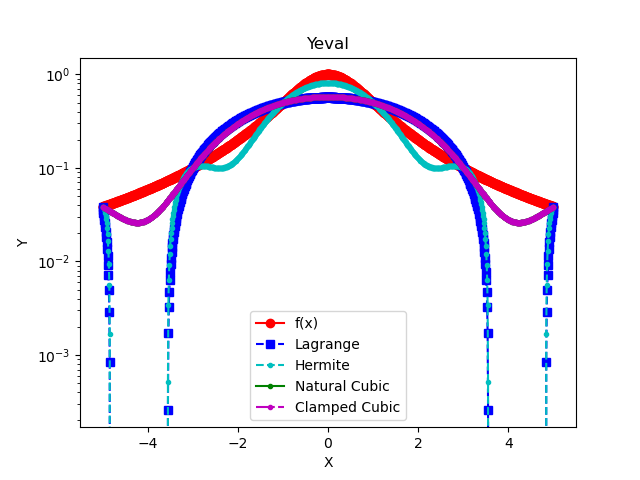 Yeval
10⁰
10⁻¹
10⁻²
10⁻³
Y
f(x)
Lagrange
Hermite
Natural Cubic
Clamped Cubic
−4
−2
0
2
4
X